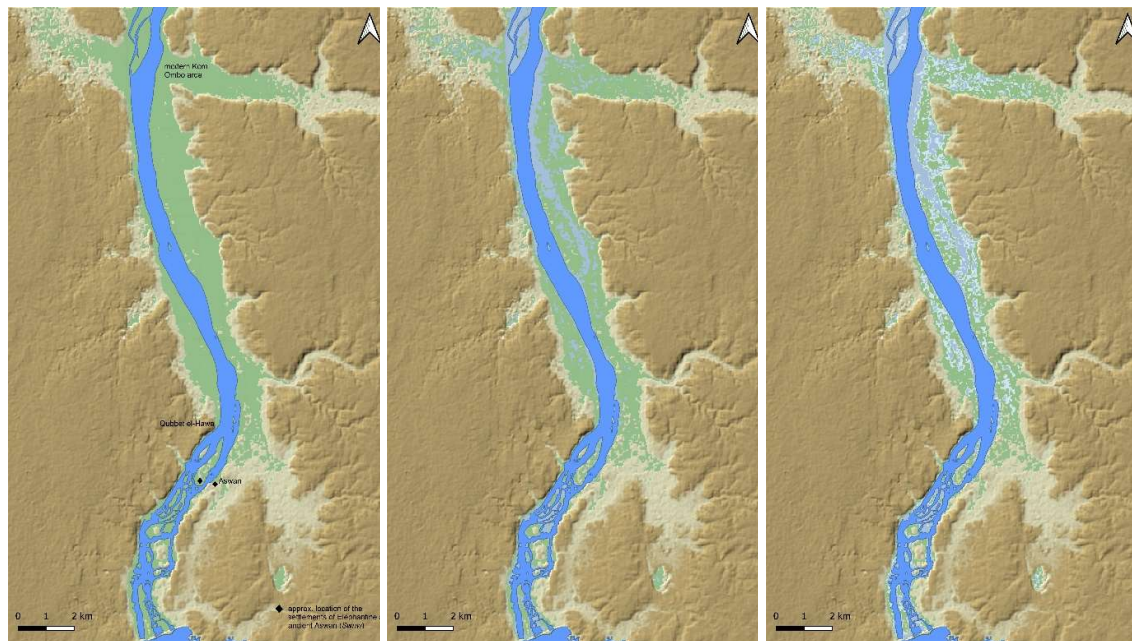 modern Kom
Ombo area
Qubbet el-Hawa
Aswan
0 1 2 km
approx. location of the
settlements of Elephantine
ancient Aswan (Swnw)
0 1 2 km
0 1 2 km